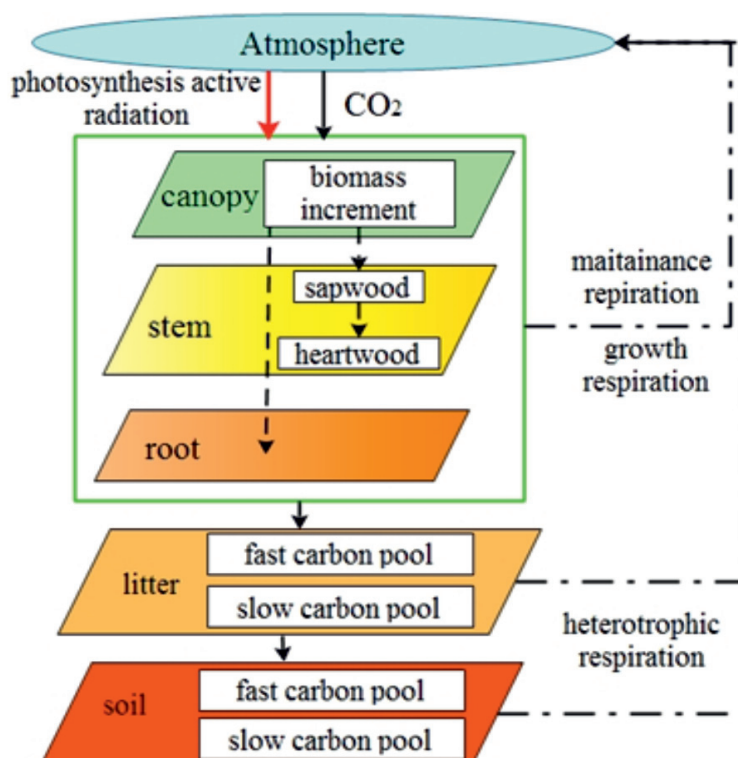 Atmosphere
photosynthesis active
radiation
CO₂
canopy
biomass
increment
sapwood
stem
heartwood
maitainance
repiration
growth
respiration
root
fast carbon pool
litter
slow carbon pool
heterotrophic
respiration
fast carbon pool
soil
slow carbon pool